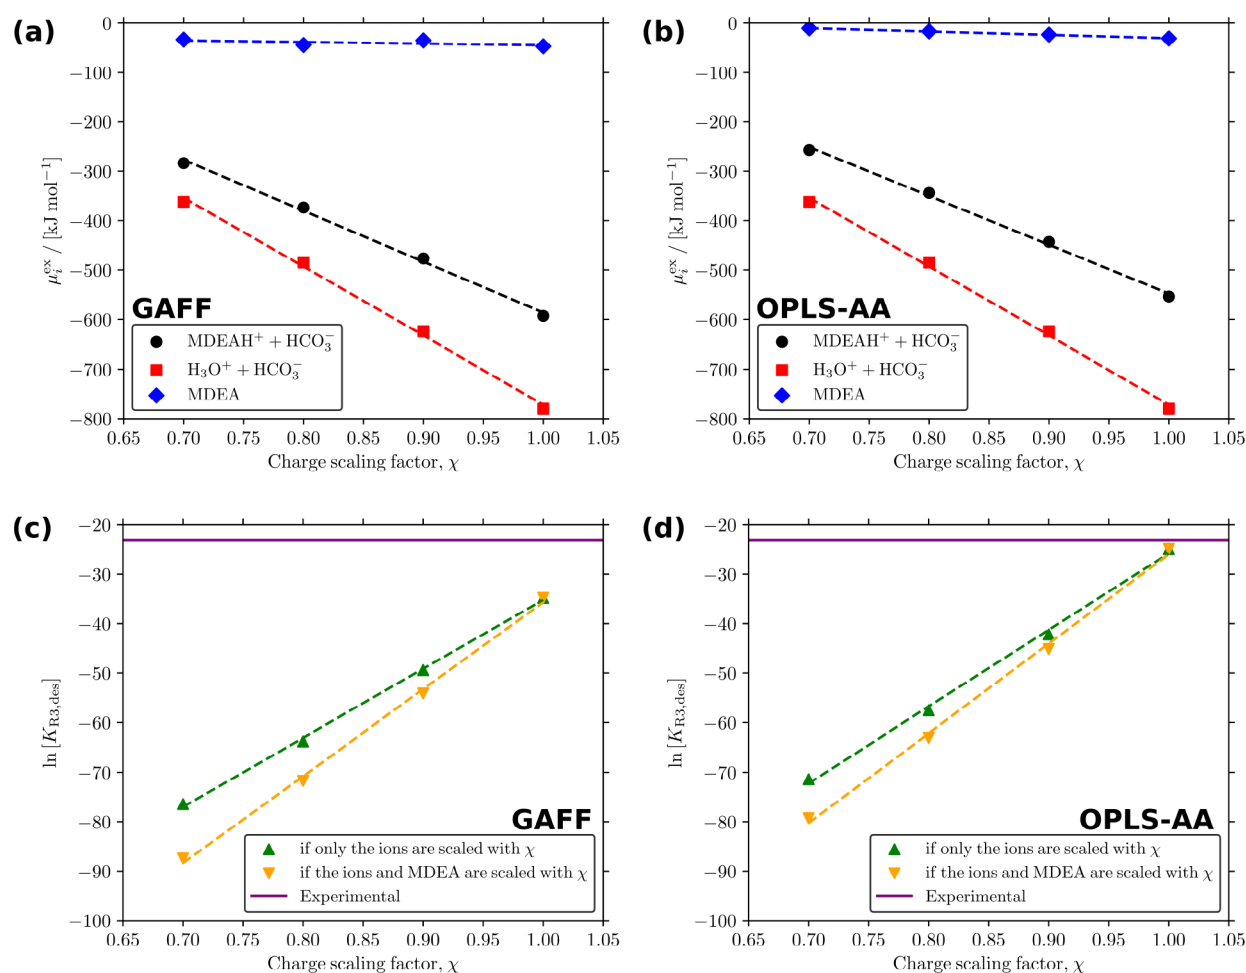 (a)
0
−100
−200
−300
−400
−500
−600
−700
−800
μ_i^ex / [kJ mol⁻¹]
GAFF
MDEAH⁺ + HCO₃⁻
H₃O⁺ + HCO₃⁻
MDEA
0.65 0.70 0.75 0.80 0.85 0.90 0.95 1.00 1.05
Charge scaling factor, χ
(b)
0
−100
−200
−300
−400
−500
−600
−700
−800
μ_i^ex / [kJ mol⁻¹]
OPLS-AA
MDEAH⁺ + HCO₃⁻
H₃O⁺ + HCO₃⁻
MDEA
0.65 0.70 0.75 0.80 0.85 0.90 0.95 1.00 1.05
Charge scaling factor, χ
(c)
−20
−30
−40
−50
−60
−70
−80
−90
−100
ln [K_R3,des]
GAFF
if only the ions are scaled with χ
if the ions and MDEA are scaled with χ
Experimental
0.65 0.70 0.75 0.80 0.85 0.90 0.95 1.00 1.05
Charge scaling factor, χ
(d)
−20
−30
−40
−50
−60
−70
−80
−90
−100
ln [K_R3,des]
OPLS-AA
if only the ions are scaled with χ
if the ions and MDEA are scaled with χ
Experimental
0.65 0.70 0.75 0.80 0.85 0.90 0.95 1.00 1.05
Charge scaling factor, χ